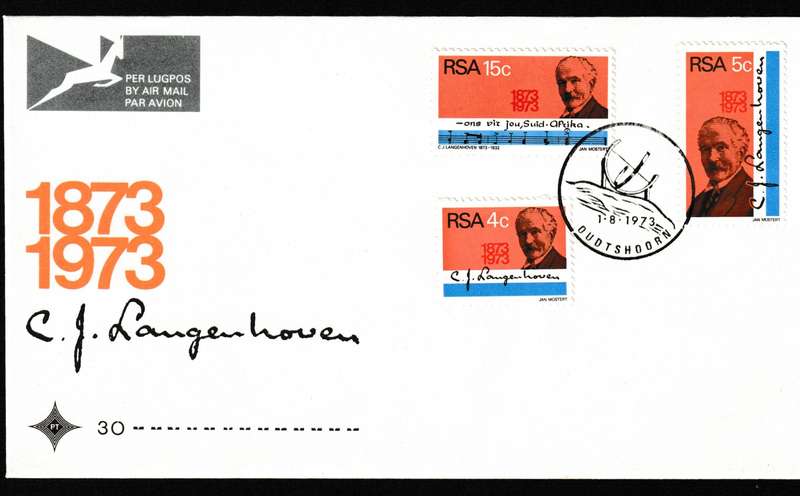 PER LUGPOS
BY AIR MAIL
PAR AVION
1873
1973
C. J. Langenhoven
PT
30
RSA 15c
1873
1973
—ons vir jou, Suid-Afrika.
C.J. LANGENHOVEN 1873-1932
JAN MOSTERT
RSA 4c
1873
1973
C. J. Langenhoven
JAN MOSTERT
RSA 5c
1873
1973
C. J. Langenhoven
JAN MOSTERT
1·8·1973
OUDTSHOORN